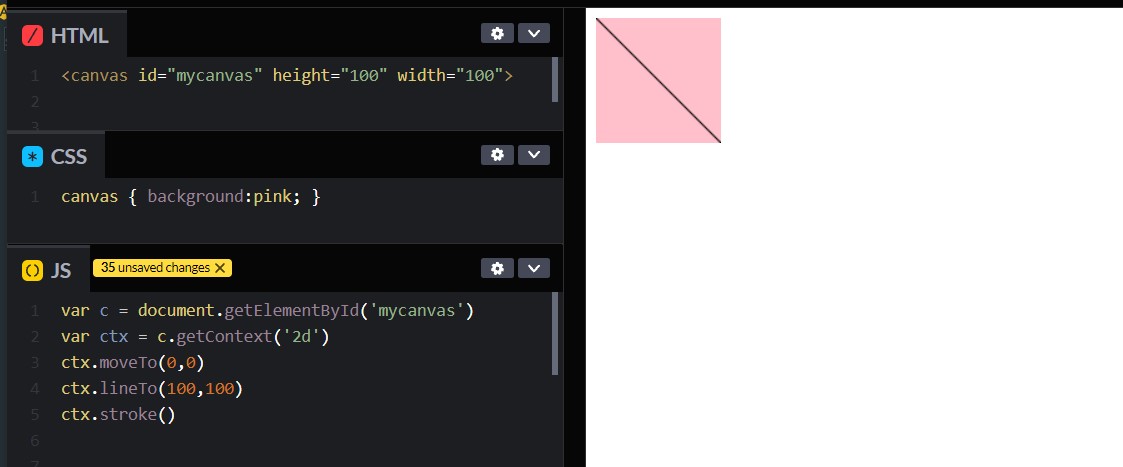 HTML
1 <canvas id="mycanvas" height="100" width="100">
2
3
CSS
1 canvas { background:pink; }
JS 35 unsaved changes ✕
1 var c = document.getElementById('mycanvas')
2 var ctx = c.getContext('2d')
3 ctx.moveTo(0,0)
4 ctx.lineTo(100,100)
5 ctx.stroke()
6
7